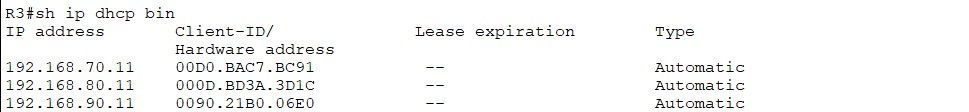 R3#sh ip dhcp bin
IP address Client-ID/ Lease expiration Type
Hardware address
192.168.70.11 00D0.BAC7.BC91 -- Automatic
192.168.80.11 000D.BD3A.3D1C -- Automatic
192.168.90.11 0090.21B0.06E0 -- Automatic